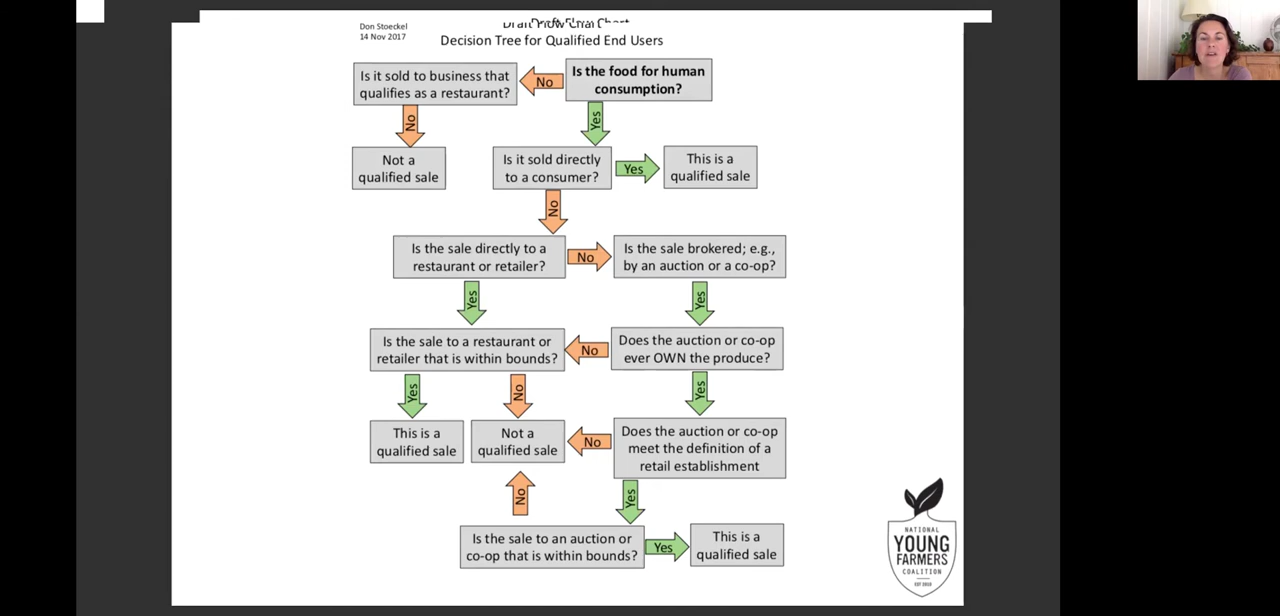 Don Stoeckel
14 Nov 2017
Decision Tree for Qualified End Users
Is it sold to business that
qualifies as a restaurant?
No
Is the food for human
consumption?
No
Yes
Not a
qualified sale
Is it sold directly
to a consumer?
Yes
This is a
qualified sale
No
Is the sale directly to a
restaurant or retailer?
No
Is the sale brokered; e.g.,
by an auction or a co-op?
Yes
Yes
Is the sale to a restaurant or
retailer that is within bounds?
No
Does the auction or co-op
ever OWN the produce?
Yes
No
Yes
This is a
qualified sale
Not a
qualified sale
No
Does the auction or co-op
meet the definition of a
retail establishment
No
Yes
Is the sale to an auction or
co-op that is within bounds?
Yes
This is a
qualified sale
NATIONAL
YOUNG
FARMERS
COALITION